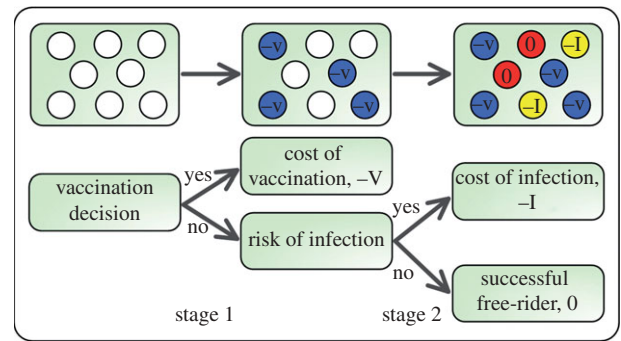 –v
–v
–v
–v
–v
0
–I
0
–v
–v
–I
–v
vaccination
decision
yes
no
cost of
vaccination, –V
risk of infection
yes
no
cost of infection,
–I
successful
free-rider, 0
stage 1
stage 2